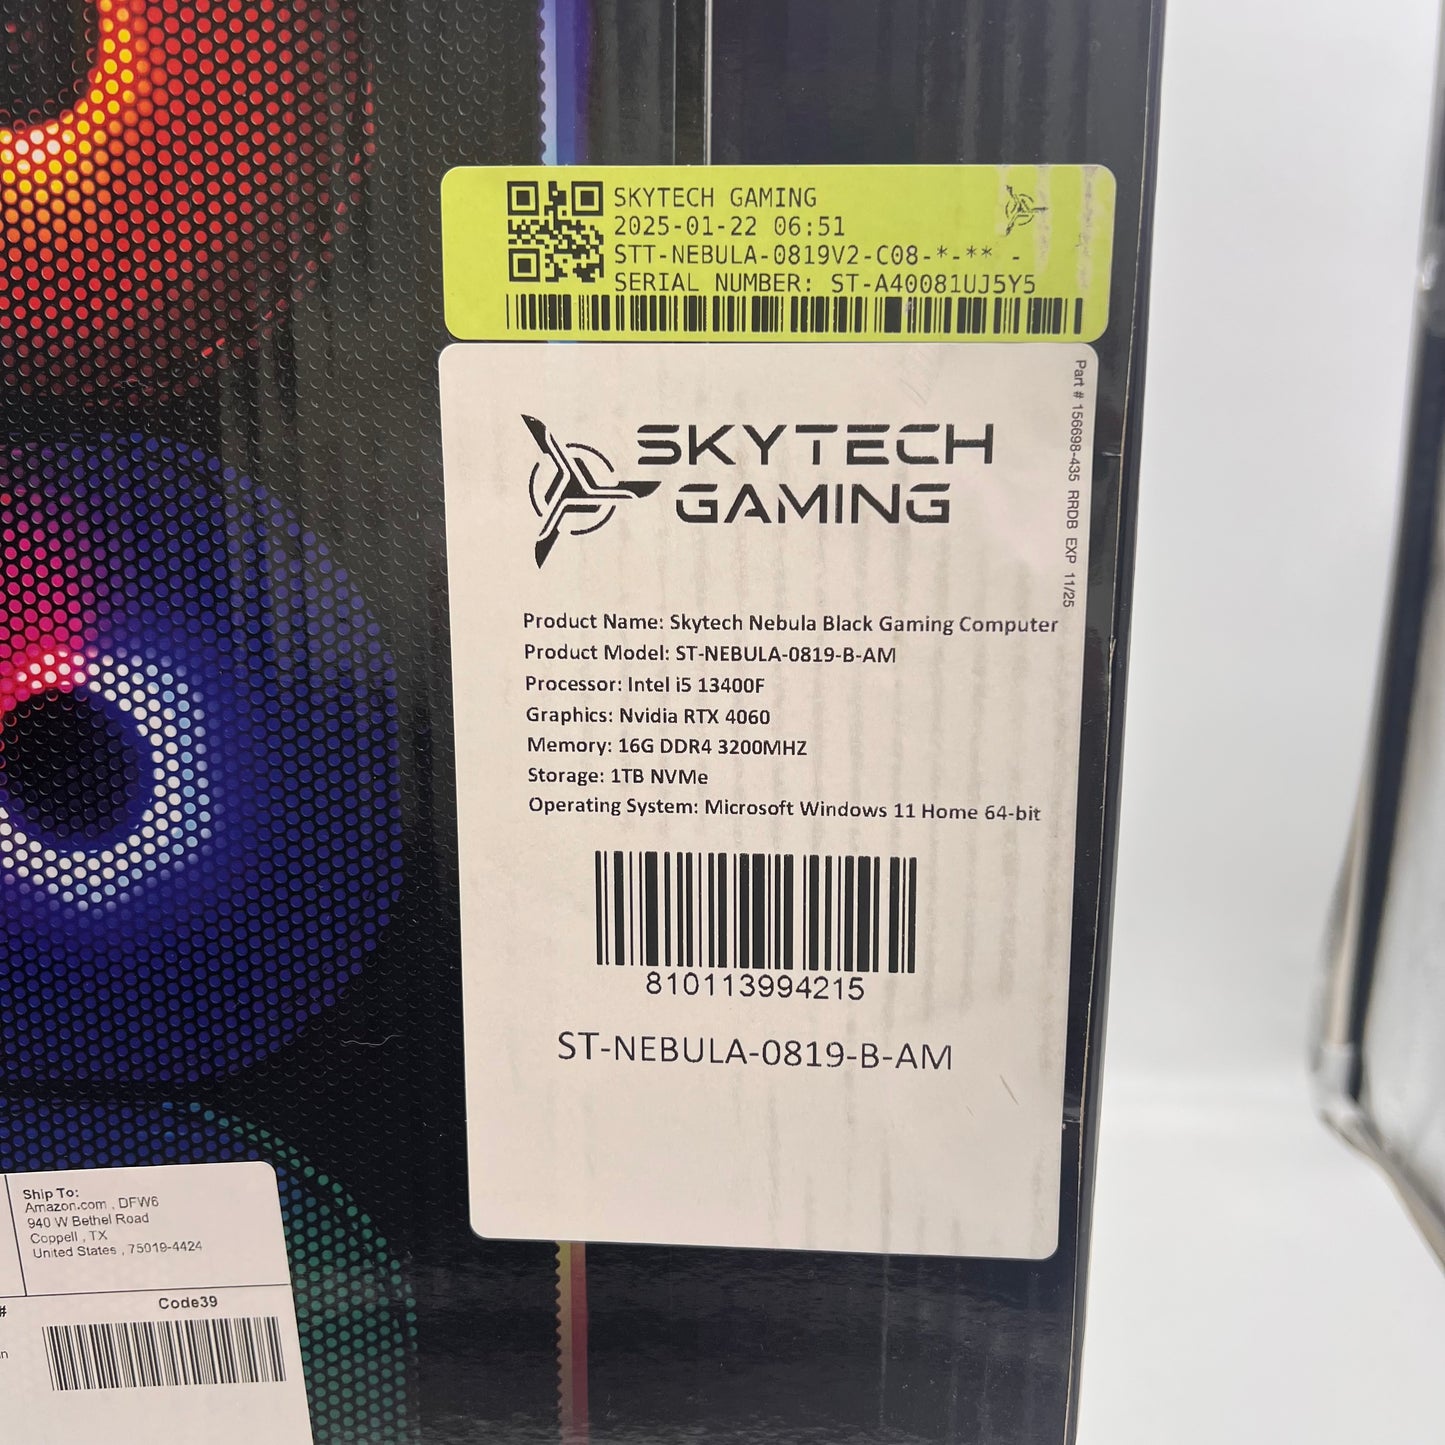 SKYTECH GAMING
2025-01-22 06:51
STT-NEBULA-0819V2-C08-*-** -
SERIAL NUMBER: ST-A40081UJ5Y5
Part # 156698-435 RRDB EXP 11/25
SKYTECH
GAMING
Product Name: Skytech Nebula Black Gaming Computer
Product Model: ST-NEBULA-0819-B-AM
Processor: Intel i5 13400F
Graphics: Nvidia RTX 4060
Memory: 16G DDR4 3200MHZ
Storage: 1TB NVMe
Operating System: Microsoft Windows 11 Home 64-bit
810113994215
ST-NEBULA-0819-B-AM
Ship To:
Amazon.com , DFW6
940 W Bethel Road
Coppell , TX
United States , 75019-4424
#
Code39